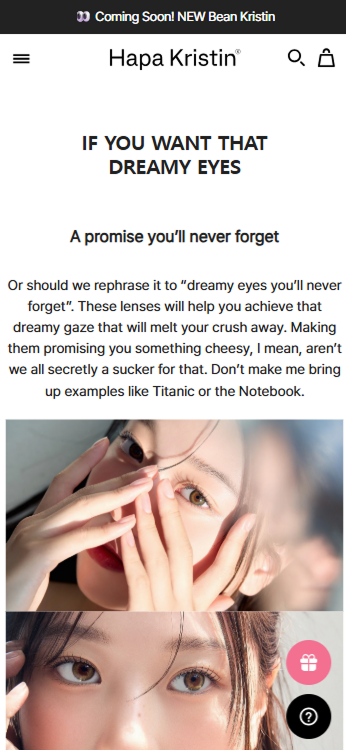 👀 Coming Soon! NEW Bean Kristin
Hapa Kristin®
IF YOU WANT THAT
DREAMY EYES
A promise you’ll never forget
Or should we rephrase it to “dreamy eyes you’ll never
forget”. These lenses will help you achieve that
dreamy gaze that will melt your crush away. Making
them promising you something cheesy, I mean, aren’t
we all secretly a sucker for that. Don’t make me bring
up examples like Titanic or the Notebook.